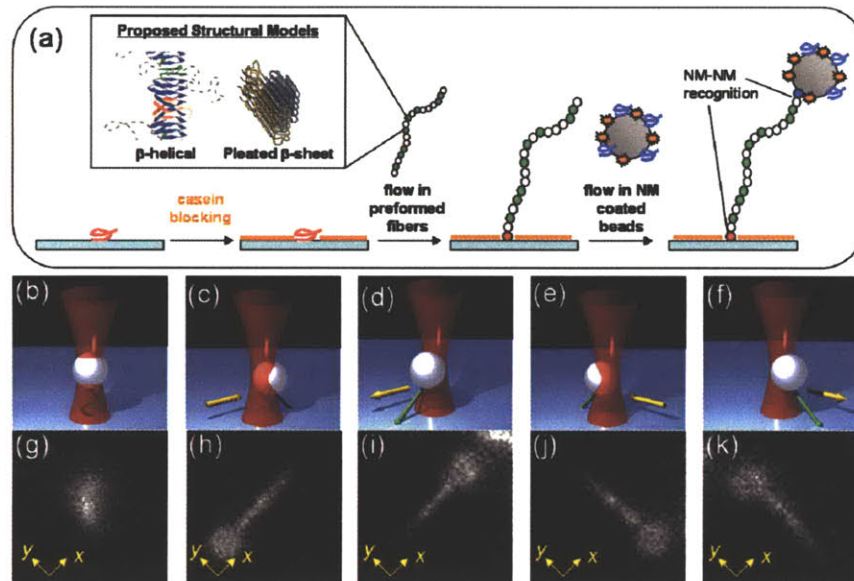 (a)
Proposed Structural Models
β-helical
Pleated β-sheet
casein
blocking
flow in
preformed
fibers
flow in NM
coated
beads
NM-NM
recognition
(b)
(c)
(d)
(e)
(f)
(g)
(h)
(i)
(j)
(k)
y x
y x
y x
y x
y x